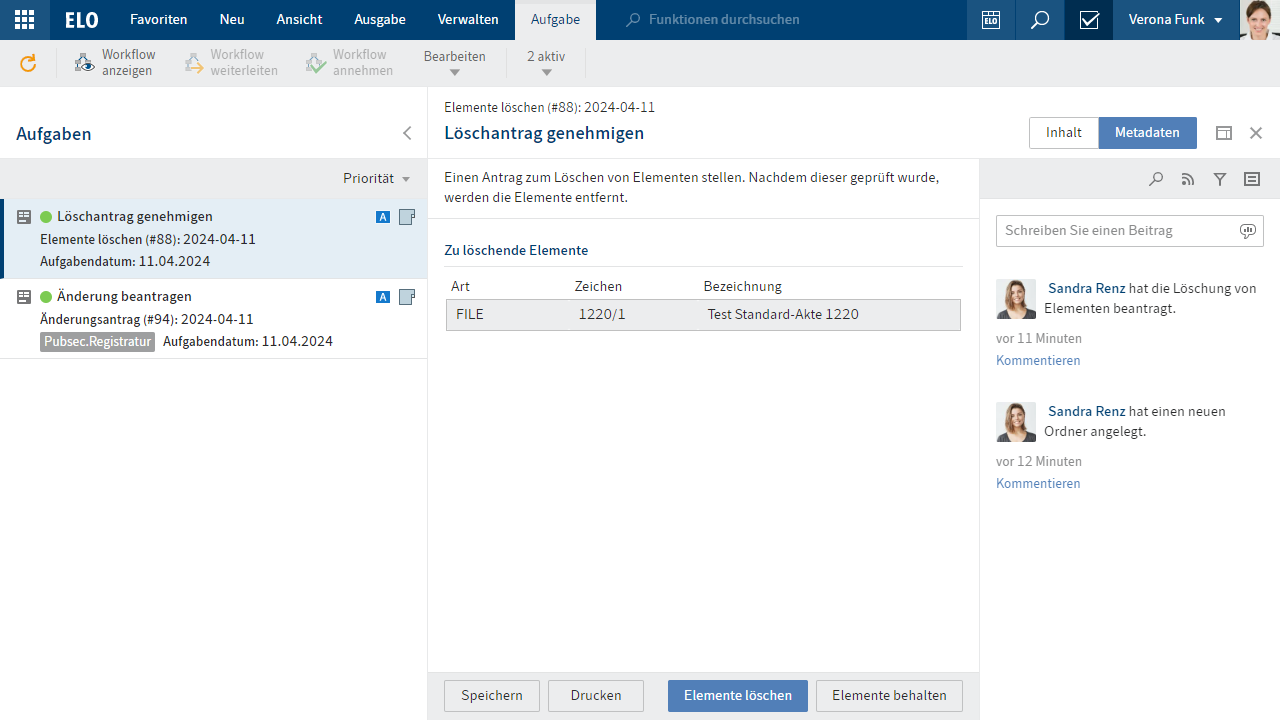 ELO
Favoriten
Neu
Ansicht
Ausgabe
Verwalten
Aufgabe
Funktionen durchsuchen
ELO
Verona Funk
Workflow
anzeigen
Workflow
weiterleiten
Workflow
annehmen
Bearbeiten
2 aktiv
Aufgaben
Priorität
Löschantrag genehmigen
A
Elemente löschen (#88): 2024-04-11
Aufgabendatum: 11.04.2024
Änderung beantragen
A
Änderungsantrag (#94): 2024-04-11
Pubsec.Registratur Aufgabendatum: 11.04.2024
Elemente löschen (#88): 2024-04-11
Löschantrag genehmigen
Inhalt
Metadaten
Einen Antrag zum Löschen von Elementen stellen. Nachdem dieser geprüft wurde,
werden die Elemente entfernt.
Zu löschende Elemente
Art Zeichen Bezeichnung
FILE 1220/1 Test Standard-Akte 1220
Speichern
Drucken
Elemente löschen
Elemente behalten
Schreiben Sie einen Beitrag
Sandra Renz hat die Löschung von
Elementen beantragt.
vor 11 Minuten
Kommentieren
Sandra Renz hat einen neuen
Ordner angelegt.
vor 12 Minuten
Kommentieren